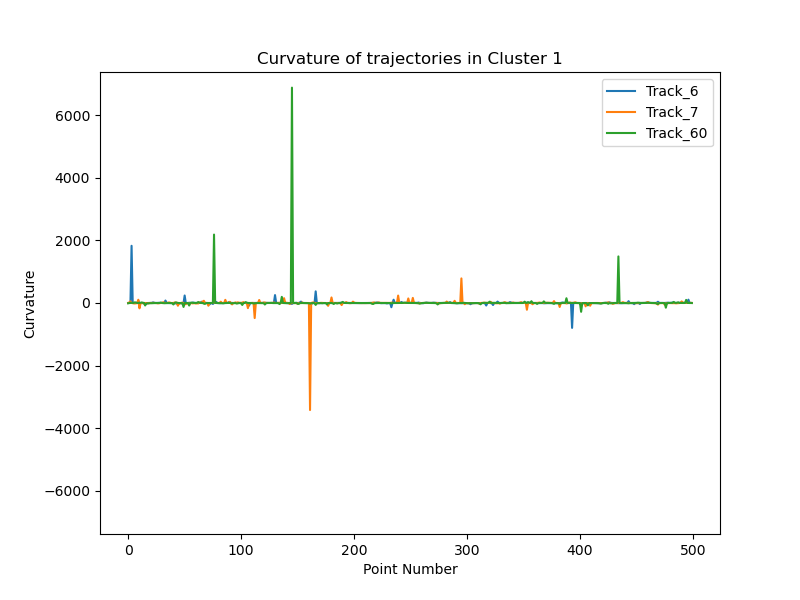 Curvature of trajectories in Cluster 1
Track_6
Track_7
Track_60
6000
4000
2000
0
−2000
−4000
−6000
Curvature
0 100 200 300 400 500
Point Number